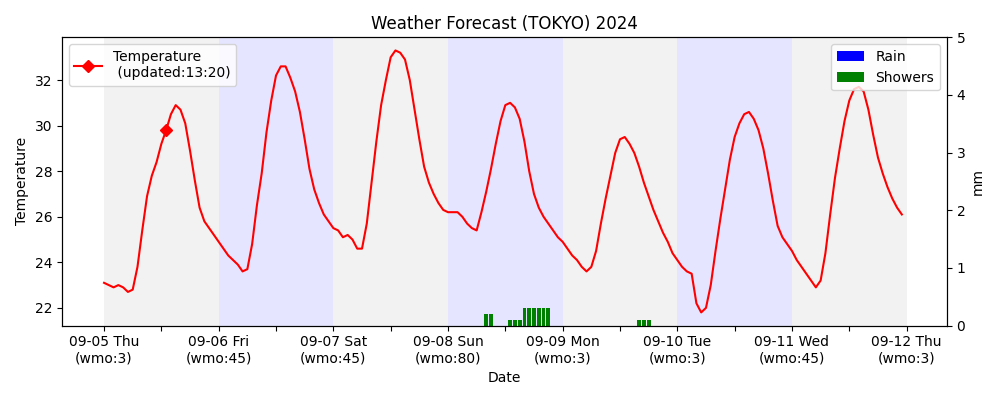 Weather Forecast (TOKYO) 2024
Temperature
(updated:13:20)
Rain
Showers
Temperature
32
30
28
26
24
22
5
4
3
2
1
0
mm
09-05 Thu
(wmo:3)
09-06 Fri
(wmo:45)
09-07 Sat
(wmo:45)
09-08 Sun
(wmo:80)
09-09 Mon
(wmo:3)
09-10 Tue
(wmo:3)
09-11 Wed
(wmo:45)
09-12 Thu
(wmo:3)
Date